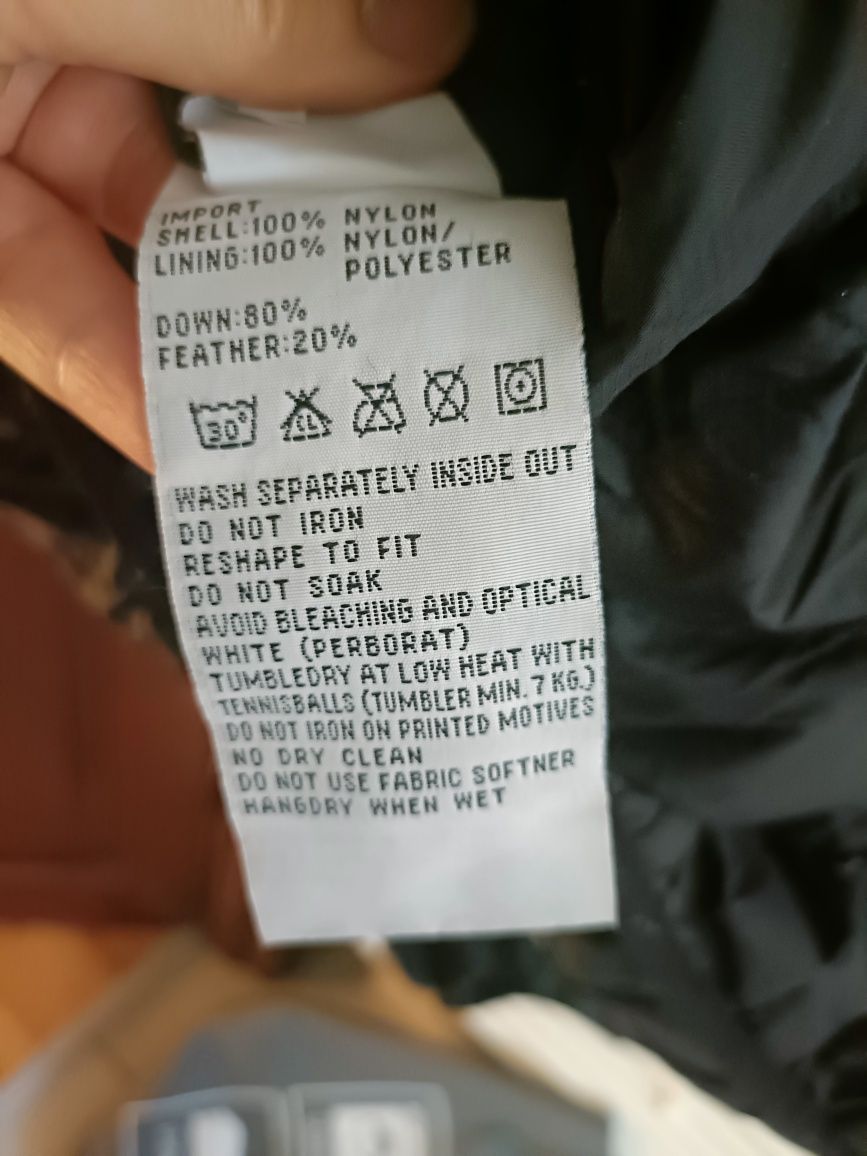 IMPORT
SHELL:100% NYLON
LINING:100% NYLON/
POLYESTER
DOWN:80%
FEATHER:20%
30° CL
WASH SEPARATELY INSIDE OUT
DO NOT IRON
RESHAPE TO FIT
DO NOT SOAK
AVOID BLEACHING AND OPTICAL
WHITE (PERBORAT)
TUMBLEDRY AT LOW HEAT WITH
TENNISBALLS (TUMBLER MIN. 7 KG.)
DO NOT IRON ON PRINTED MOTIVES
NO DRY CLEAN
DO NOT USE FABRIC SOFTNER
HANGDRY WHEN WET